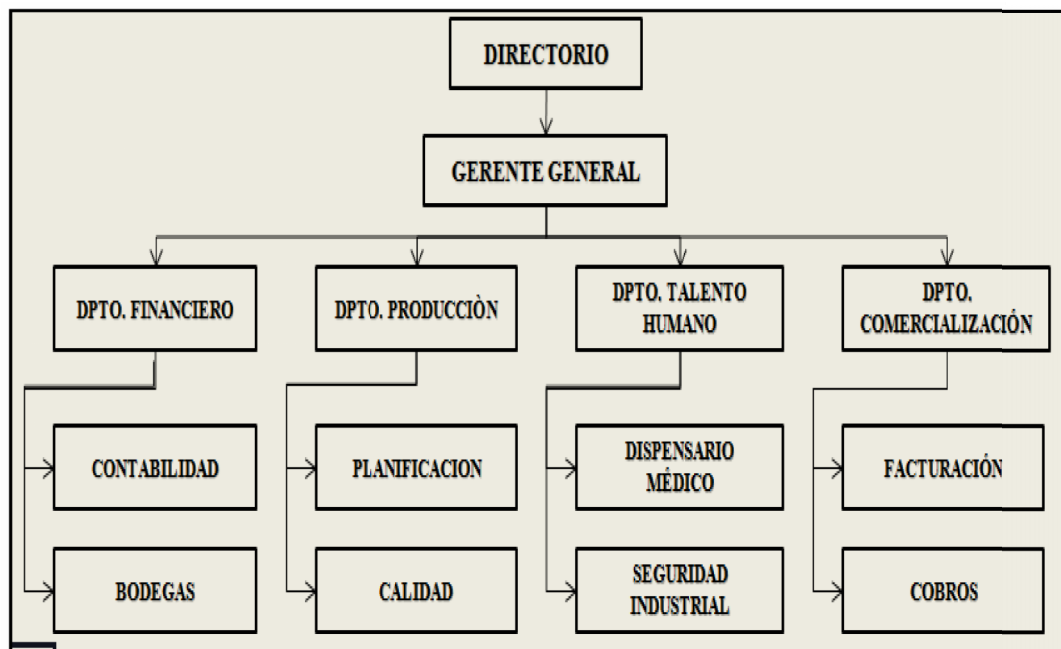 DIRECTORIO
GERENTE GENERAL
DPTO. FINANCIERO
DPTO. PRODUCCIÒN
DPTO. TALENTO
HUMANO
DPTO.
COMERCIALIZACIÓN
CONTABILIDAD
PLANIFICACION
DISPENSARIO
MÉDICO
FACTURACIÓN
BODEGAS
CALIDAD
SEGURIDAD
INDUSTRIAL
COBROS